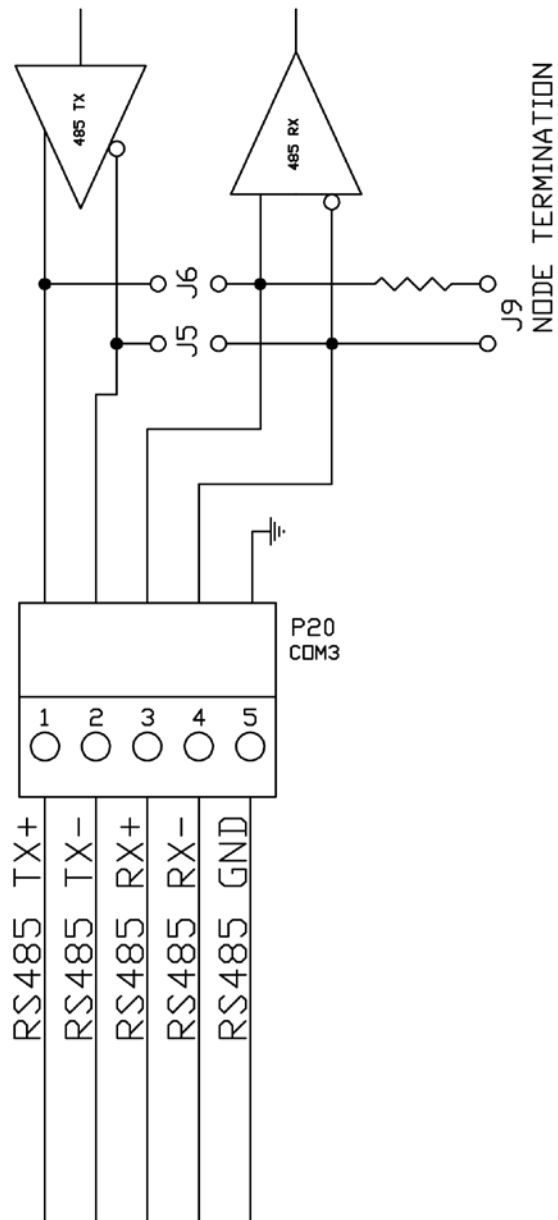 485 TX
485 RX
J6
J5
J9
NODE TERMINATION
P20
COM3
1 2 3 4 5
RS485 TX+
RS485 TX-
RS485 RX+
RS485 RX-
RS485 GND